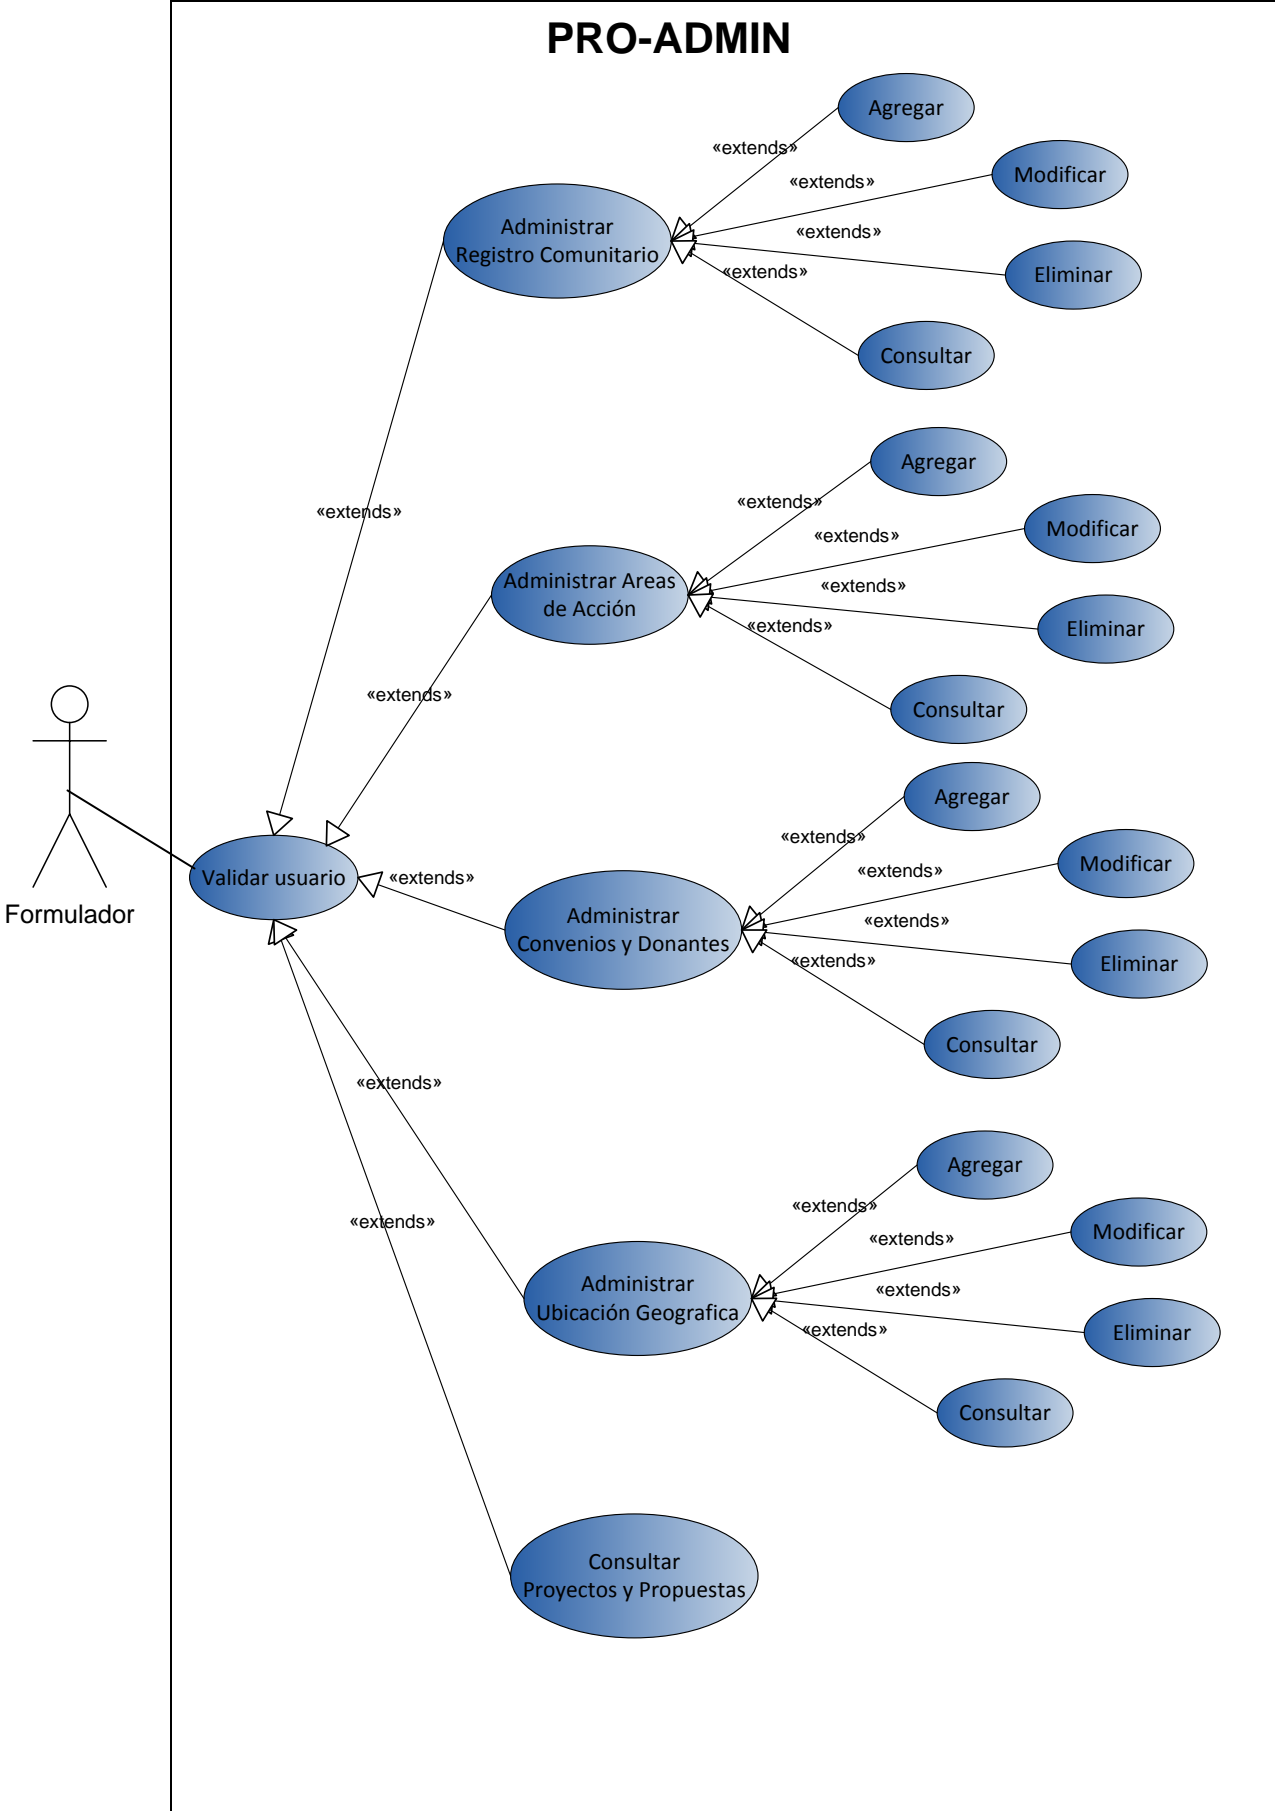 PRO-ADMIN
Agregar
«extends»
Modificar
«extends»
Administrar
Registro Comunitario
«extends»
Eliminar
«extends»
Consultar
Agregar
«extends»
«extends»
Modificar
«extends»
Administrar Areas
de Acción
«extends»
Eliminar
«extends»
«extends»
Consultar
Agregar
«extends»
Modificar
«extends»
Validar usuario
«extends»
Formulador
Administrar
Convenios y Donantes
«extends»
Eliminar
«extends»
Consultar
«extends»
Agregar
«extends»
«extends»
Modificar
«extends»
Administrar
Ubicación Geografica
«extends»
Eliminar
«extends»
Consultar
Consultar
Proyectos y Propuestas